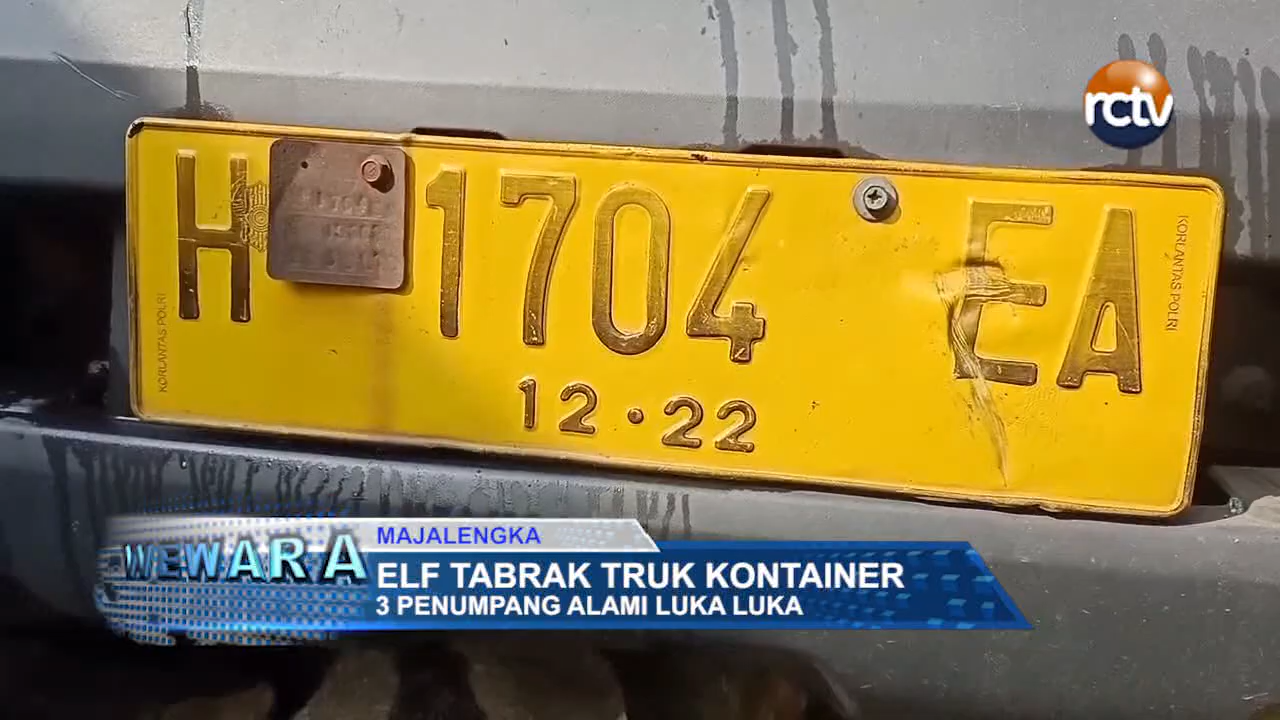 rctv
H 1704 EA
KORLANTAS POLRI
KORLANTAS POLRI
12 • 22
WEWARA
MAJALENGKA
ELF TABRAK TRUK KONTAINER
3 PENUMPANG ALAMI LUKA LUKA